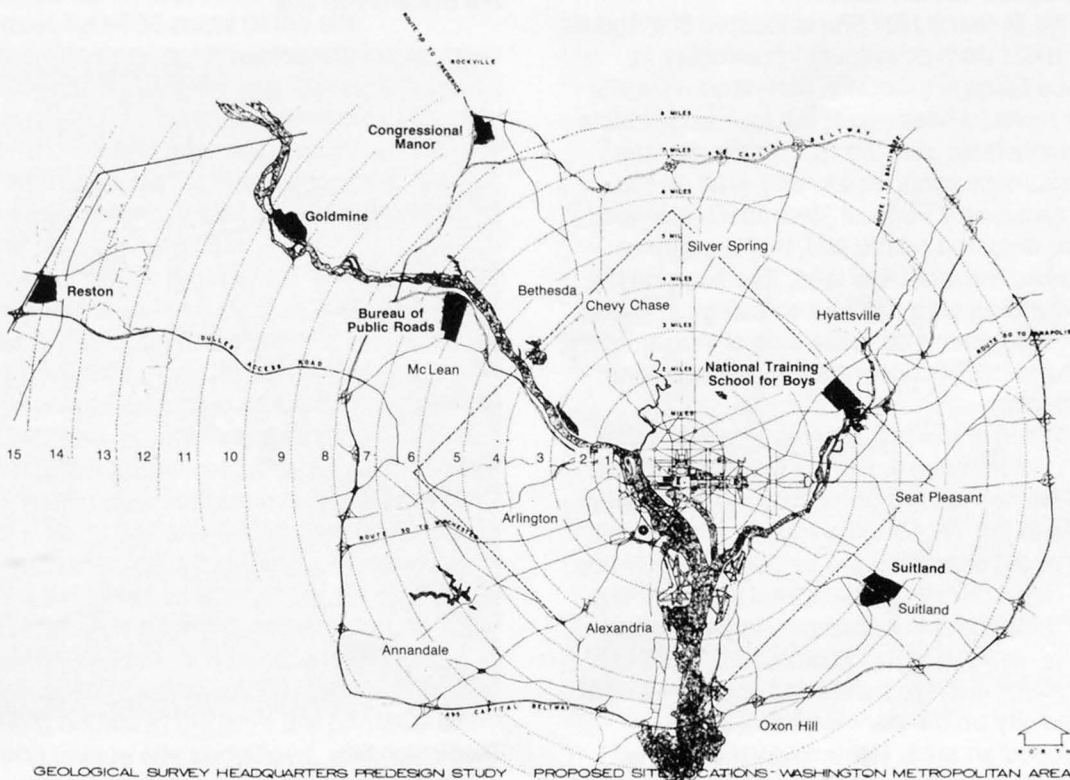 ROUTE 50 TO FREDERICK
ROCKVILLE
Congressional
Manor
8 MILES
7 MILES
CAPITAL BELTWAY
ROUTE 1 TO BALTIMORE
6 MILES
Goldmine
5 MIL
Silver Spring
4 MILES
Reston
Bethesda
Chevy Chase
Bureau of
Public Roads
3 MILES
Hyattsville
ROUTE 50 TO ANNAPOLIS
DULLES ACCESS ROAD
McLean
2 MILES
National Training
School for Boys
MILES
15 14 13 12 11 10 9 8 7 6 5 4 3 2 1
Seat Pleasant
Arlington
ROUTE 50 TO WINCHESTER
Suitland
Suitland
Alexandria
Annandale
495 CAPITAL BELTWAY
Oxon Hill
NORTH
GEOLOGICAL SURVEY HEADQUARTERS PREDESIGN STUDY PROPOSED SITE LOCATIONS - WASHINGTON METROPOLITAN AREA